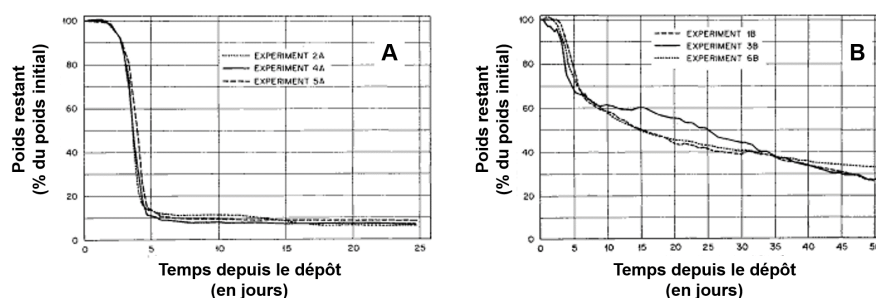 A
EXPERIMENT 2A
EXPERIMENT 4A
EXPERIMENT 5A
Poids restant
(% du poids initial)
100
80
60
40
20
0
0
5
10
15
20
25
Temps depuis le dépôt
(en jours)
B
EXPERIMENT 1B
EXPERIMENT 3B
EXPERIMENT 6B
Poids restant
(% du poids initial)
100
80
60
40
20
0
0
5
10
15
20
25
30
35
40
45
50
Temps depuis le dépôt
(en jours)